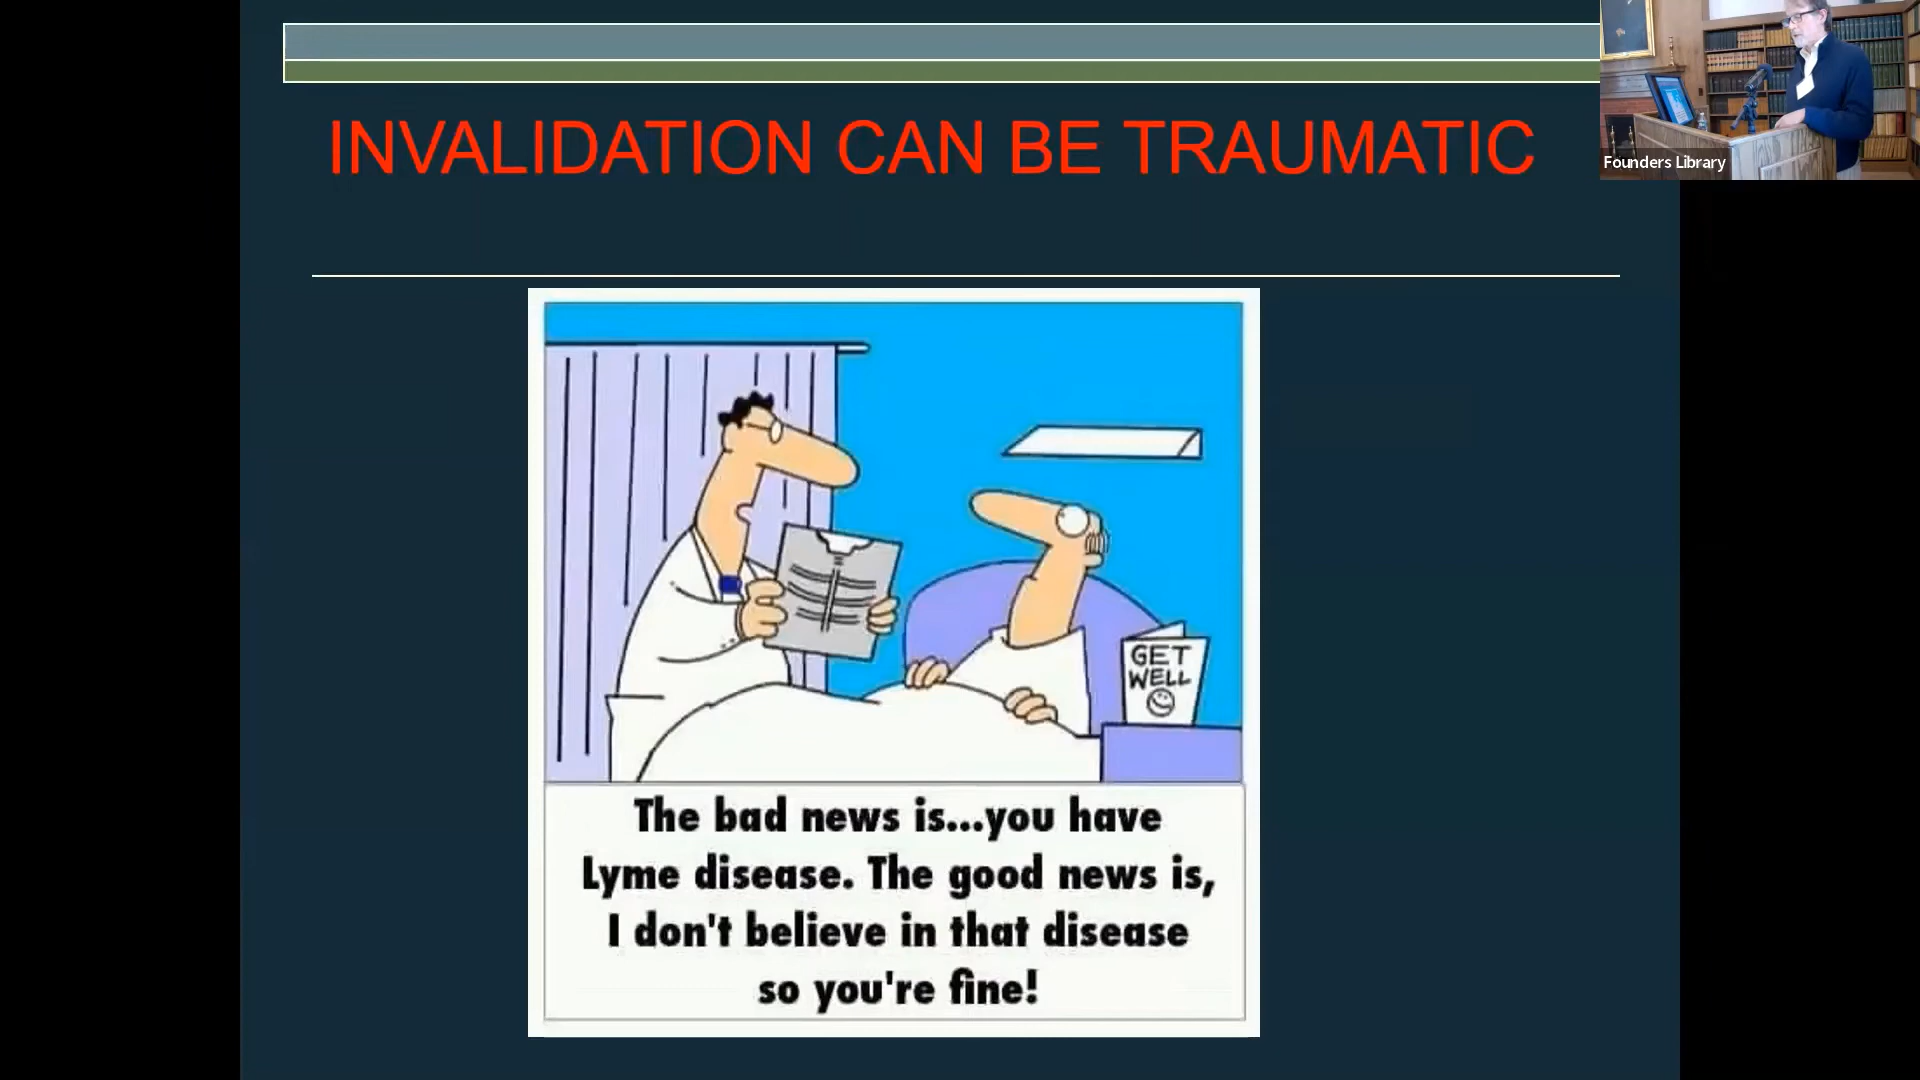 INVALIDATION CAN BE TRAUMATIC
Founders Library
GET
WELL
The bad news is...you have
Lyme disease. The good news is,
I don't believe in that disease
so you're fine!